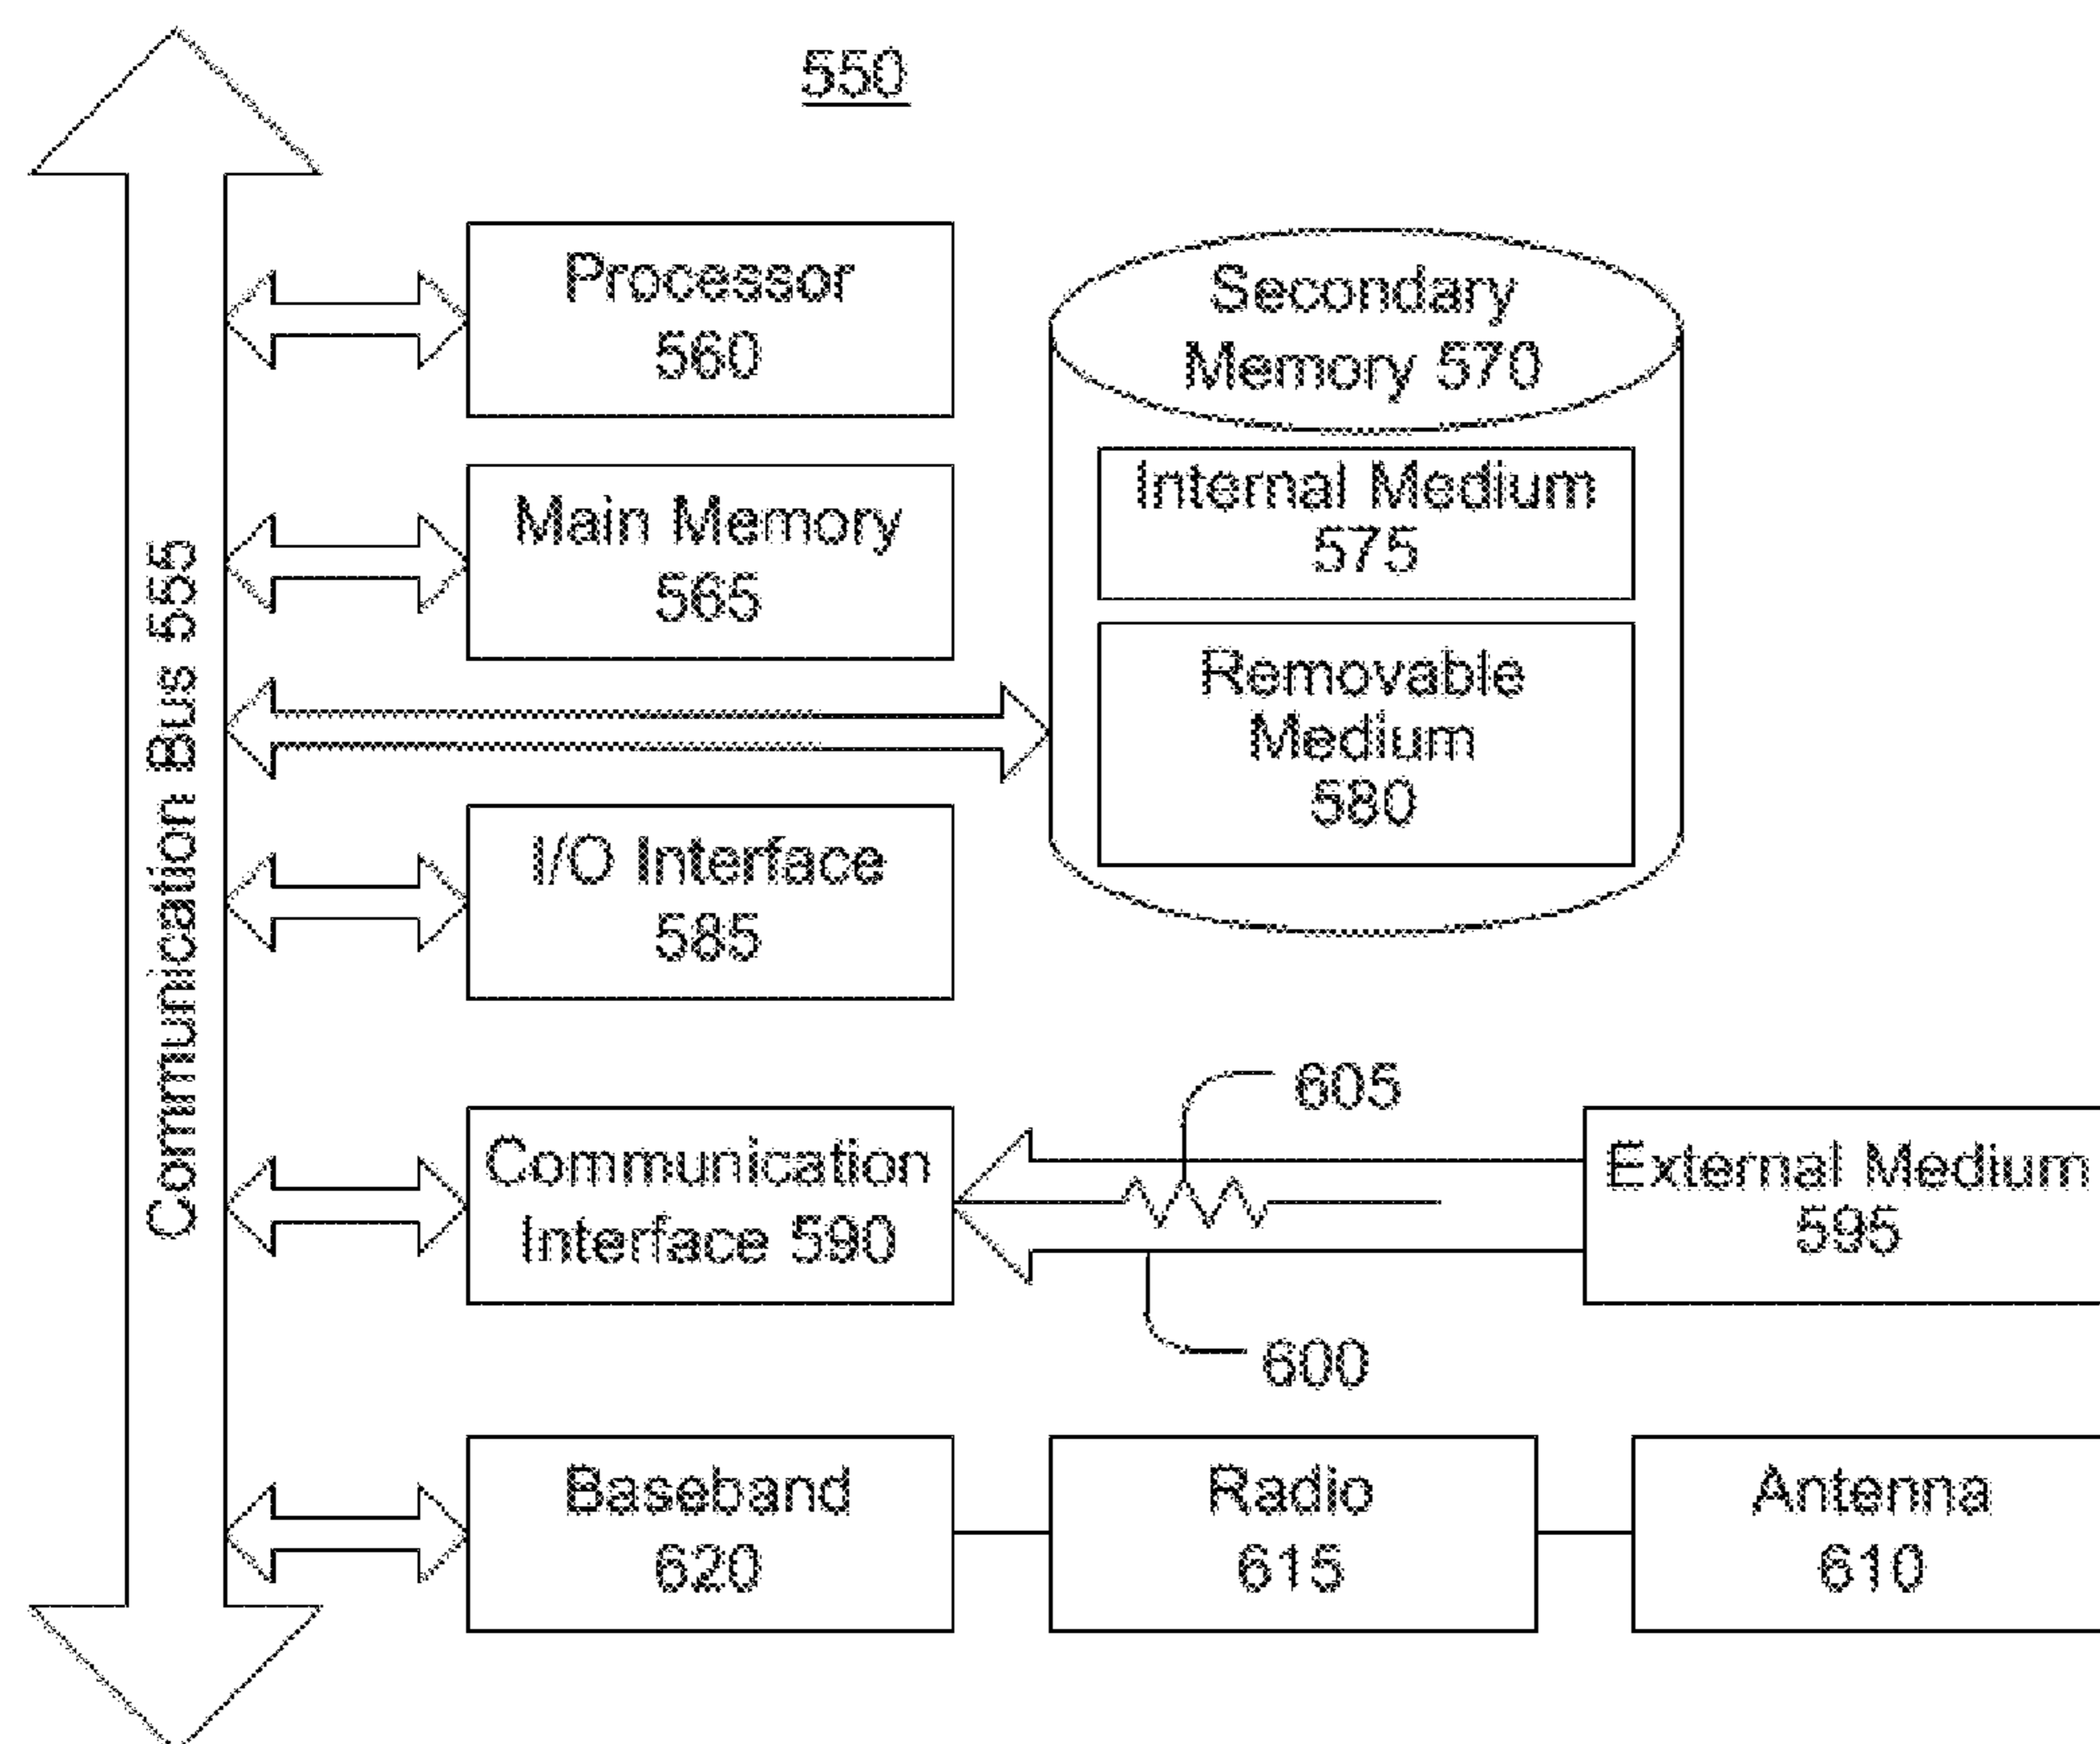 550
Communication Bus 555
Processor
560
Main Memory
565
Secondary
Memory 570
Internal Medium
575
Removable
Medium
580
I/O Interface
585
Communication
Interface 590
605
600
External Medium
595
Baseband
620
Radio
615
Antenna
610